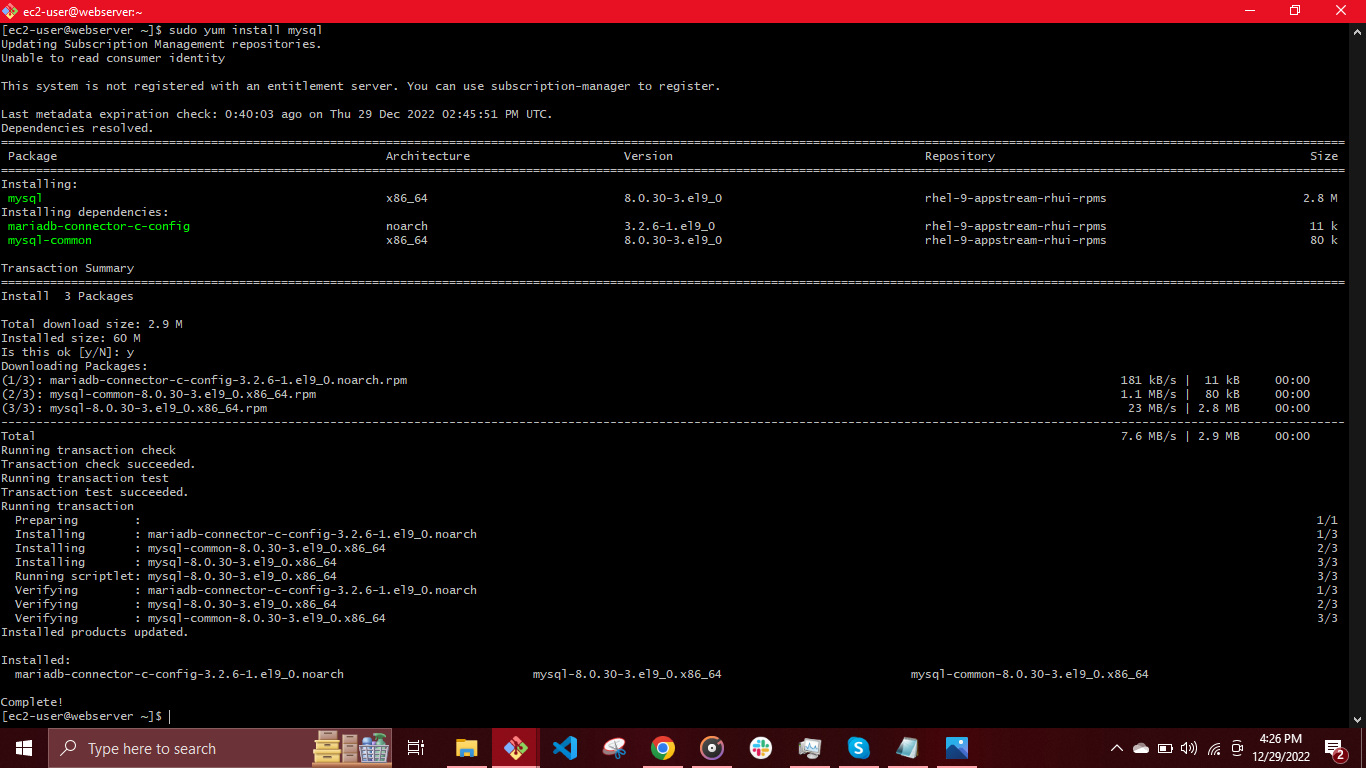 ec2-user@webserver:~
[ec2-user@webserver ~]$ sudo yum install mysql
Updating Subscription Management repositories.
Unable to read consumer identity
This system is not registered with an entitlement server. You can use subscription-manager to register.
Last metadata expiration check: 0:40:03 ago on Thu 29 Dec 2022 02:45:51 PM UTC.
Dependencies resolved.
Package Architecture Version Repository Size
Installing:
mysql x86_64 8.0.30-3.el9_0 rhel-9-appstream-rhui-rpms 2.8 M
Installing dependencies:
mariadb-connector-c-config noarch 3.2.6-1.el9_0 rhel-9-appstream-rhui-rpms 11 k
mysql-common x86_64 8.0.30-3.el9_0 rhel-9-appstream-rhui-rpms 80 k
Transaction Summary
Install 3 Packages
Total download size: 2.9 M
Installed size: 60 M
Is this ok [y/N]: y
Downloading Packages:
(1/3): mariadb-connector-c-config-3.2.6-1.el9_0.noarch.rpm 181 kB/s | 11 kB 00:00
(2/3): mysql-common-8.0.30-3.el9_0.x86_64.rpm 1.1 MB/s | 80 kB 00:00
(3/3): mysql-8.0.30-3.el9_0.x86_64.rpm 23 MB/s | 2.8 MB 00:00
Total 7.6 MB/s | 2.9 MB 00:00
Running transaction check
Transaction check succeeded.
Running transaction test
Transaction test succeeded.
Running transaction
Preparing : 1/1
Installing : mariadb-connector-c-config-3.2.6-1.el9_0.noarch 1/3
Installing : mysql-common-8.0.30-3.el9_0.x86_64 2/3
Installing : mysql-8.0.30-3.el9_0.x86_64 3/3
Running scriptlet: mysql-8.0.30-3.el9_0.x86_64 3/3
Verifying : mariadb-connector-c-config-3.2.6-1.el9_0.noarch 1/3
Verifying : mysql-8.0.30-3.el9_0.x86_64 2/3
Verifying : mysql-common-8.0.30-3.el9_0.x86_64 3/3
Installed products updated.
Installed:
mariadb-connector-c-config-3.2.6-1.el9_0.noarch mysql-8.0.30-3.el9_0.x86_64 mysql-common-8.0.30-3.el9_0.x86_64
Complete!
[ec2-user@webserver ~]$
Type here to search
4:26 PM
12/29/2022
2